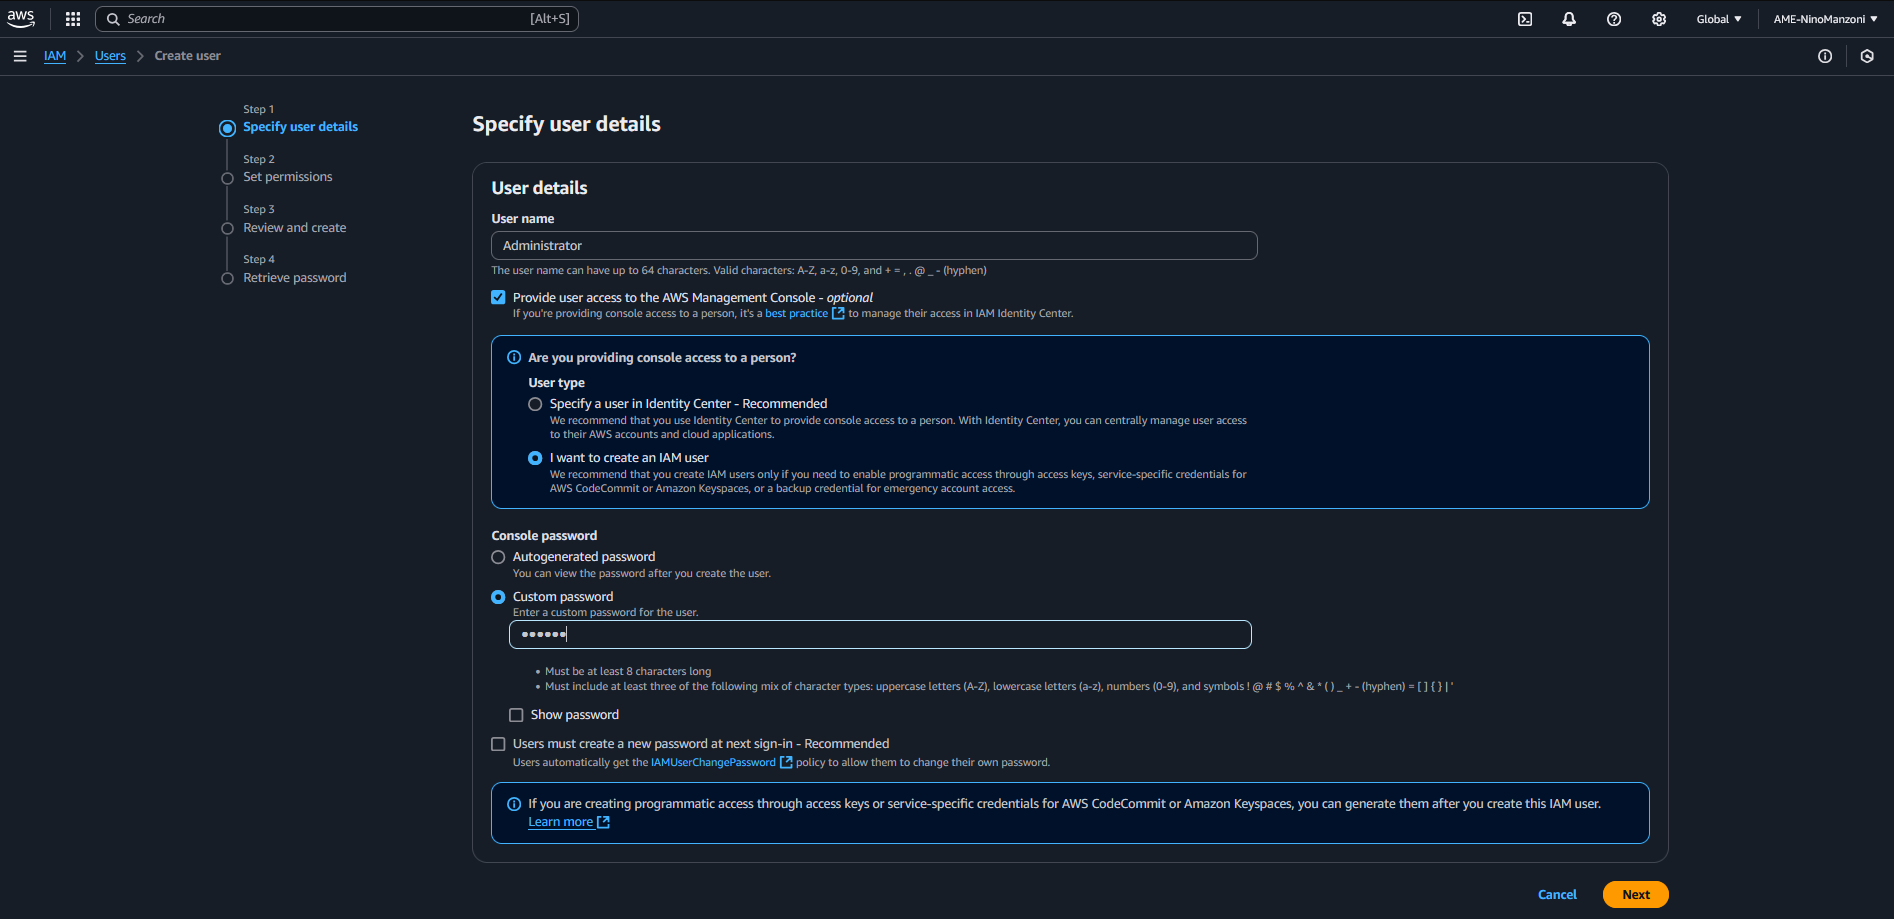 aws
Search
[Alt+S]
Global
AME-NinoManzoni
IAM
Users
Create user
Step 1
Specify user details
Step 2
Set permissions
Step 3
Review and create
Step 4
Retrieve password
Specify user details
User details
User name
Administrator
The user name can have up to 64 characters. Valid characters: A-Z, a-z, 0-9, and + = , . @ _ - (hyphen)
Provide user access to the AWS Management Console - optional
If you're providing console access to a person, it's a best practice to manage their access in IAM Identity Center.
Are you providing console access to a person?
User type
Specify a user in Identity Center - Recommended
We recommend that you use Identity Center to provide console access to a person. With Identity Center, you can centrally manage user access
to their AWS accounts and cloud applications.
I want to create an IAM user
We recommend that you create IAM users only if you need to enable programmatic access through access keys, service-specific credentials for
AWS CodeCommit or Amazon Keyspaces, or a backup credential for emergency account access.
Console password
Autogenerated password
You can view the password after you create the user.
Custom password
Enter a custom password for the user.
••••••
• Must be at least 8 characters long
• Must include at least three of the following mix of character types: uppercase letters (A-Z), lowercase letters (a-z), numbers (0-9), and symbols ! @ # $ % ^ & * ( ) _ + - (hyphen) = [ ] { } | '
Show password
Users must create a new password at next sign-in - Recommended
Users automatically get the IAMUserChangePassword policy to allow them to change their own password.
If you are creating programmatic access through access keys or service-specific credentials for AWS CodeCommit or Amazon Keyspaces, you can generate them after you create this IAM user.
Learn more
Cancel
Next